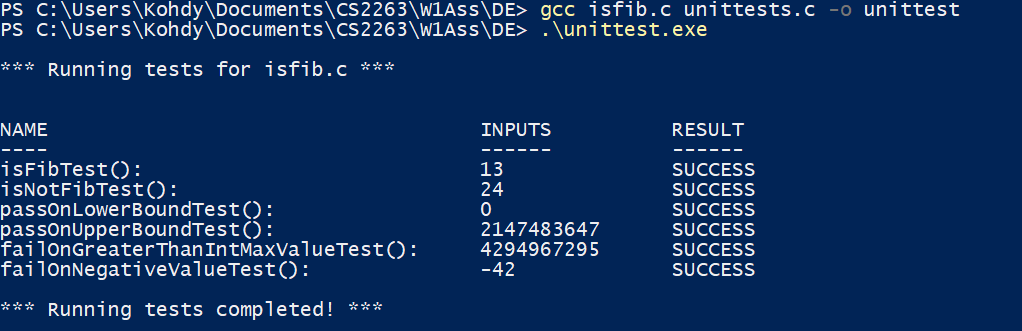 PS C:\Users\Kohdy\Documents\CS2263\W1Ass\DE> gcc isfib.c unittests.c -o unittest
PS C:\Users\Kohdy\Documents\CS2263\W1Ass\DE> .\unittest.exe
*** Running tests for isfib.c ***
NAME INPUTS RESULT
---- ------ ------
isFibTest(): 13 SUCCESS
isNotFibTest(): 24 SUCCESS
passOnLowerBoundTest(): 0 SUCCESS
passOnUpperBoundTest(): 2147483647 SUCCESS
failOnGreaterThanIntMaxValueTest(): 4294967295 SUCCESS
failOnNegativeValueTest(): -42 SUCCESS
*** Running tests completed! ***